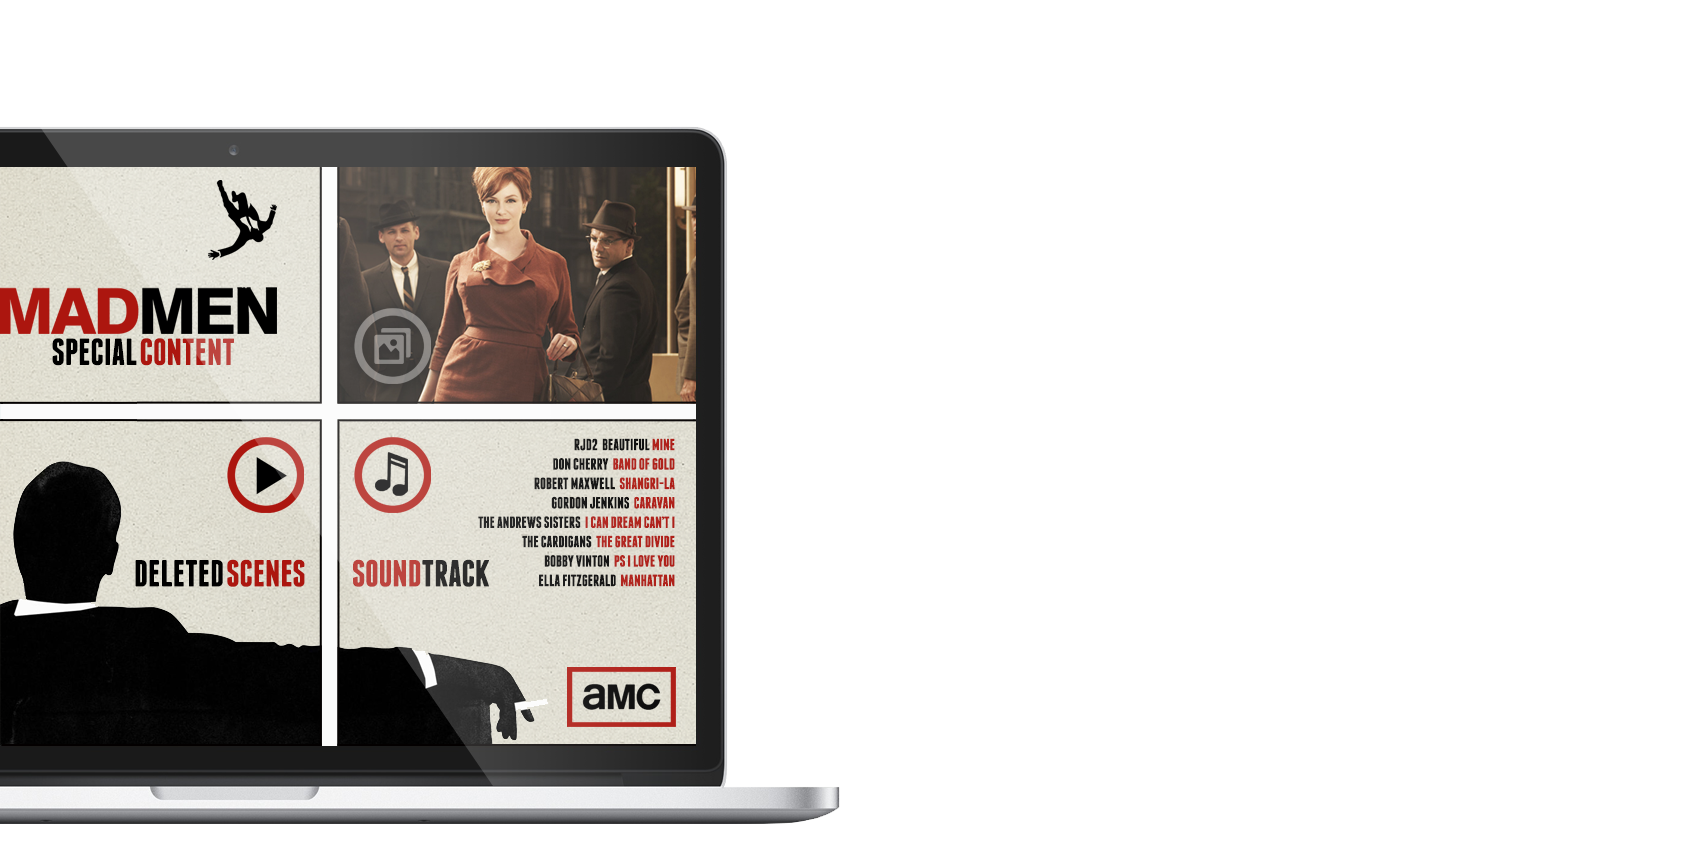 MADMEN
SPECIAL CONTENT
DELETED SCENES
SOUNDTRACK
RJD2 BEAUTIFUL MINE
DON CHERRY BAND OF GOLD
ROBERT MAXWELL SHANGRI-LA
GORDON JENKINS CARAVAN
THE ANDREWS SISTERS I CAN DREAM CAN'T I
THE CARDIGANS THE GREAT DIVIDE
BOBBY VINTON PS I LOVE YOU
ELLA FITZGERALD MANHATTAN
aMC